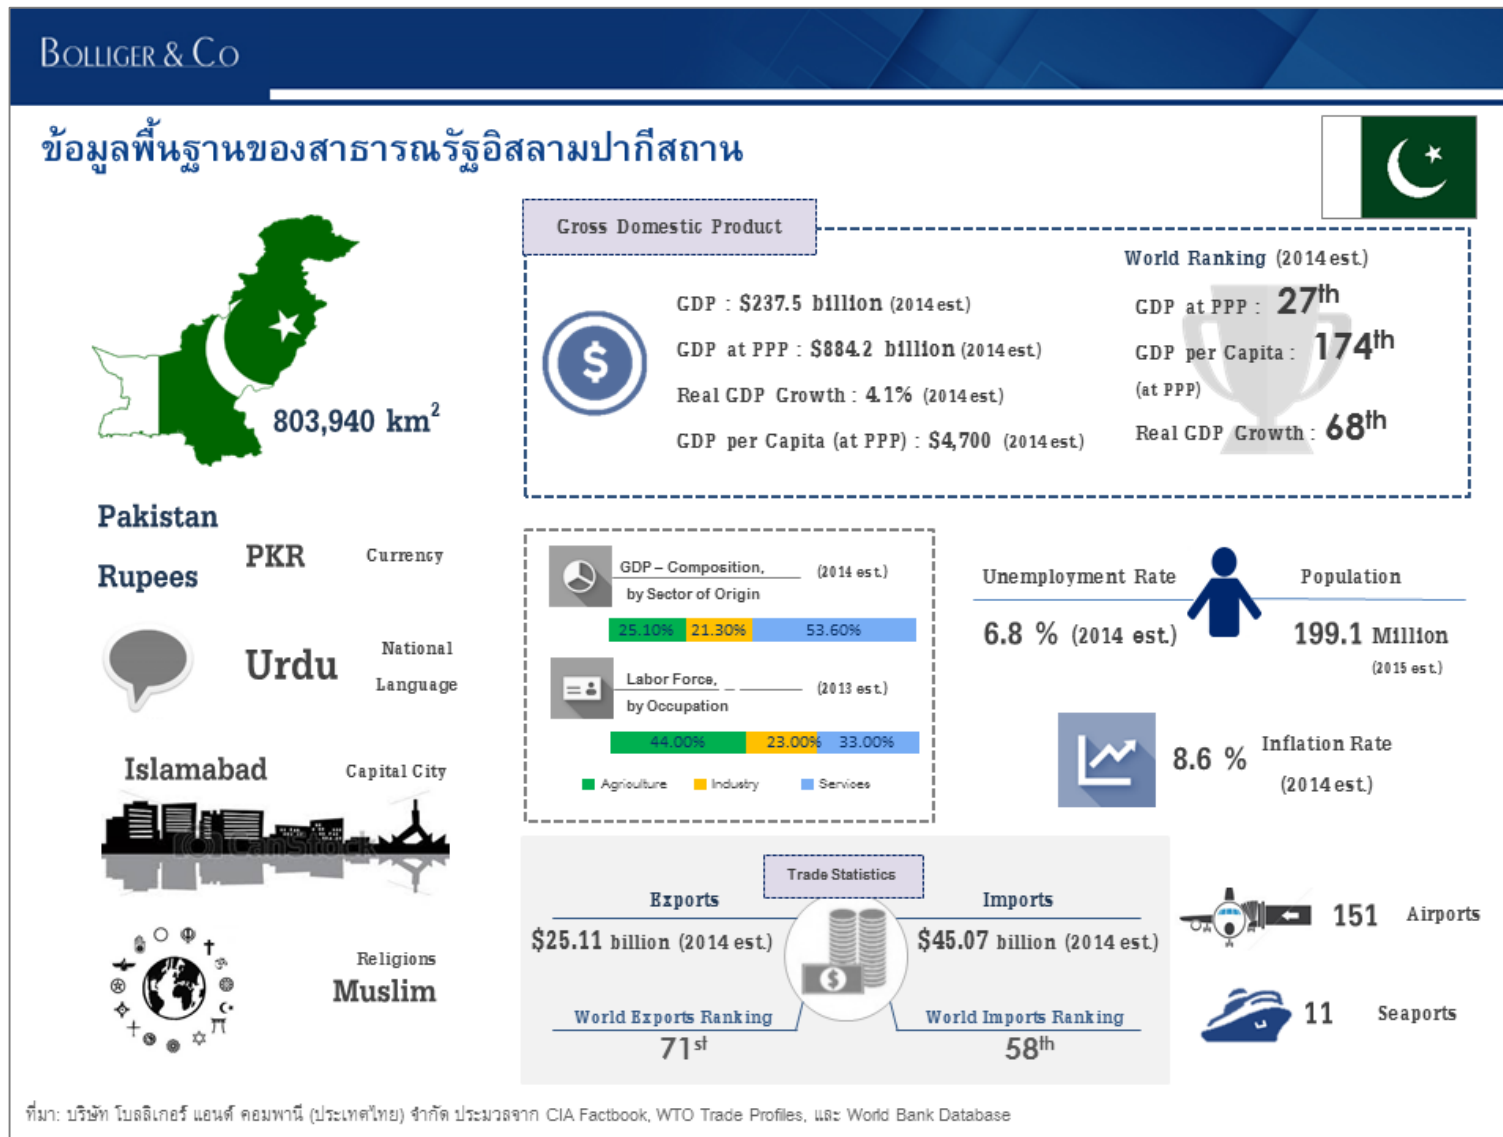 BOLLIGER & CO
ข้อมูลพื้นฐานของสาธารณรัฐอิสลามปากีสถาน
803,940 km²
Pakistan
Rupees
PKR
Currency
Urdu
National
Language
Islamabad
Capital City
CanStock
Religions
Muslim
Gross Domestic Product
GDP : $237.5 billion (2014 est.)
GDP at PPP : $884.2 billion (2014 est.)
Real GDP Growth : 4.1% (2014 est.)
GDP per Capita (at PPP) : $4,700 (2014 est.)
World Ranking (2014 est.)
GDP at PPP : 27th
GDP per Capita : 174th
(at PPP)
Real GDP Growth : 68th
GDP – Composition,
by Sector of Origin
(2014 est.)
25.10% 21.30% 53.60%
Labor Force,
by Occupation
(2013 est.)
44.00% 23.00% 33.00%
Agriculture Industry Services
Unemployment Rate
6.8 % (2014 est.)
Population
199.1 Million
(2015 est.)
8.6 %
Inflation Rate
(2014 est.)
Trade Statistics
Exports
$25.11 billion (2014 est.)
World Exports Ranking
71st
Imports
$45.07 billion (2014 est.)
World Imports Ranking
58th
151 Airports
11 Seaports
ที่มา: บริษัท โบลลิเกอร์ แอนด์ คอมพานี (ประเทศไทย) จำกัด ประมวลจาก CIA Factbook, WTO Trade Profiles, และ World Bank Database